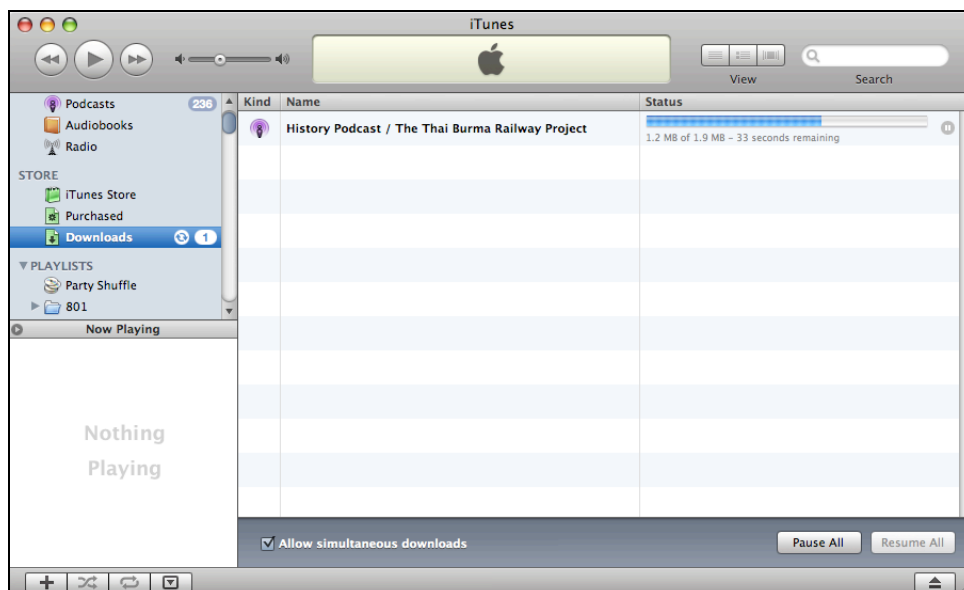 iTunes
View
Search
Podcasts 236
Audiobooks
Radio
STORE
iTunes Store
Purchased
Downloads 1
PLAYLISTS
Party Shuffle
801
Now Playing
Nothing
Playing
Kind Name Status
History Podcast / The Thai Burma Railway Project
1.2 MB of 1.9 MB - 33 seconds remaining
Allow simultaneous downloads
Pause All Resume All